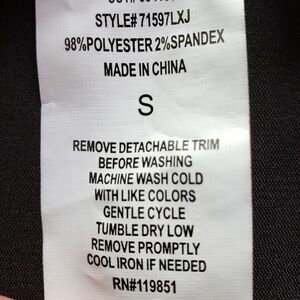 STYLE# 71597LXJ
98%POLYESTER 2%SPANDEX
MADE IN CHINA
S
REMOVE DETACHABLE TRIM
BEFORE WASHING
MACHINE WASH COLD
WITH LIKE COLORS
GENTLE CYCLE
TUMBLE DRY LOW
REMOVE PROMPTLY
COOL IRON IF NEEDED
RN#119851